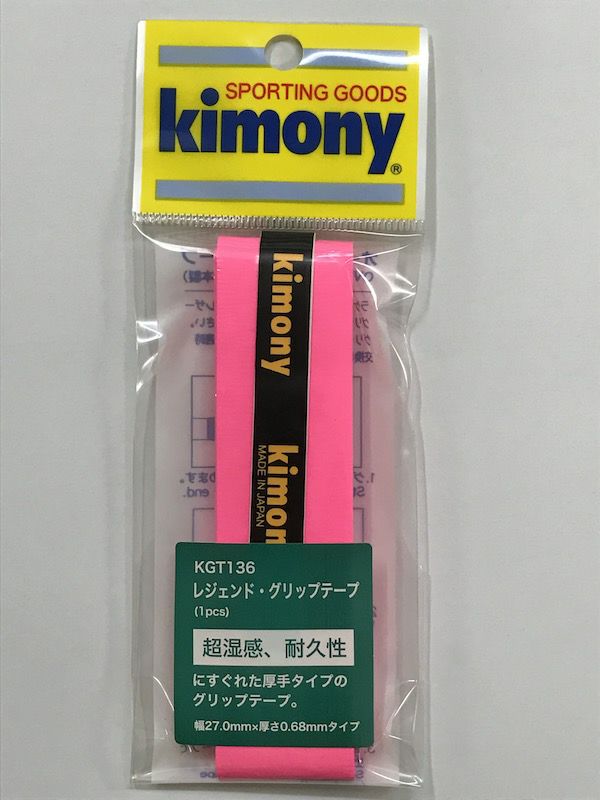 SPORTING GOODS
kimony®
kimony
kimon
MADE IN JAPAN
KGT136
レジェンド・グリップテープ
(1pcs)
超湿感、耐久性
にすぐれた厚手タイプの
グリップテープ。
幅27.0mm×厚さ0.68mmタイプ